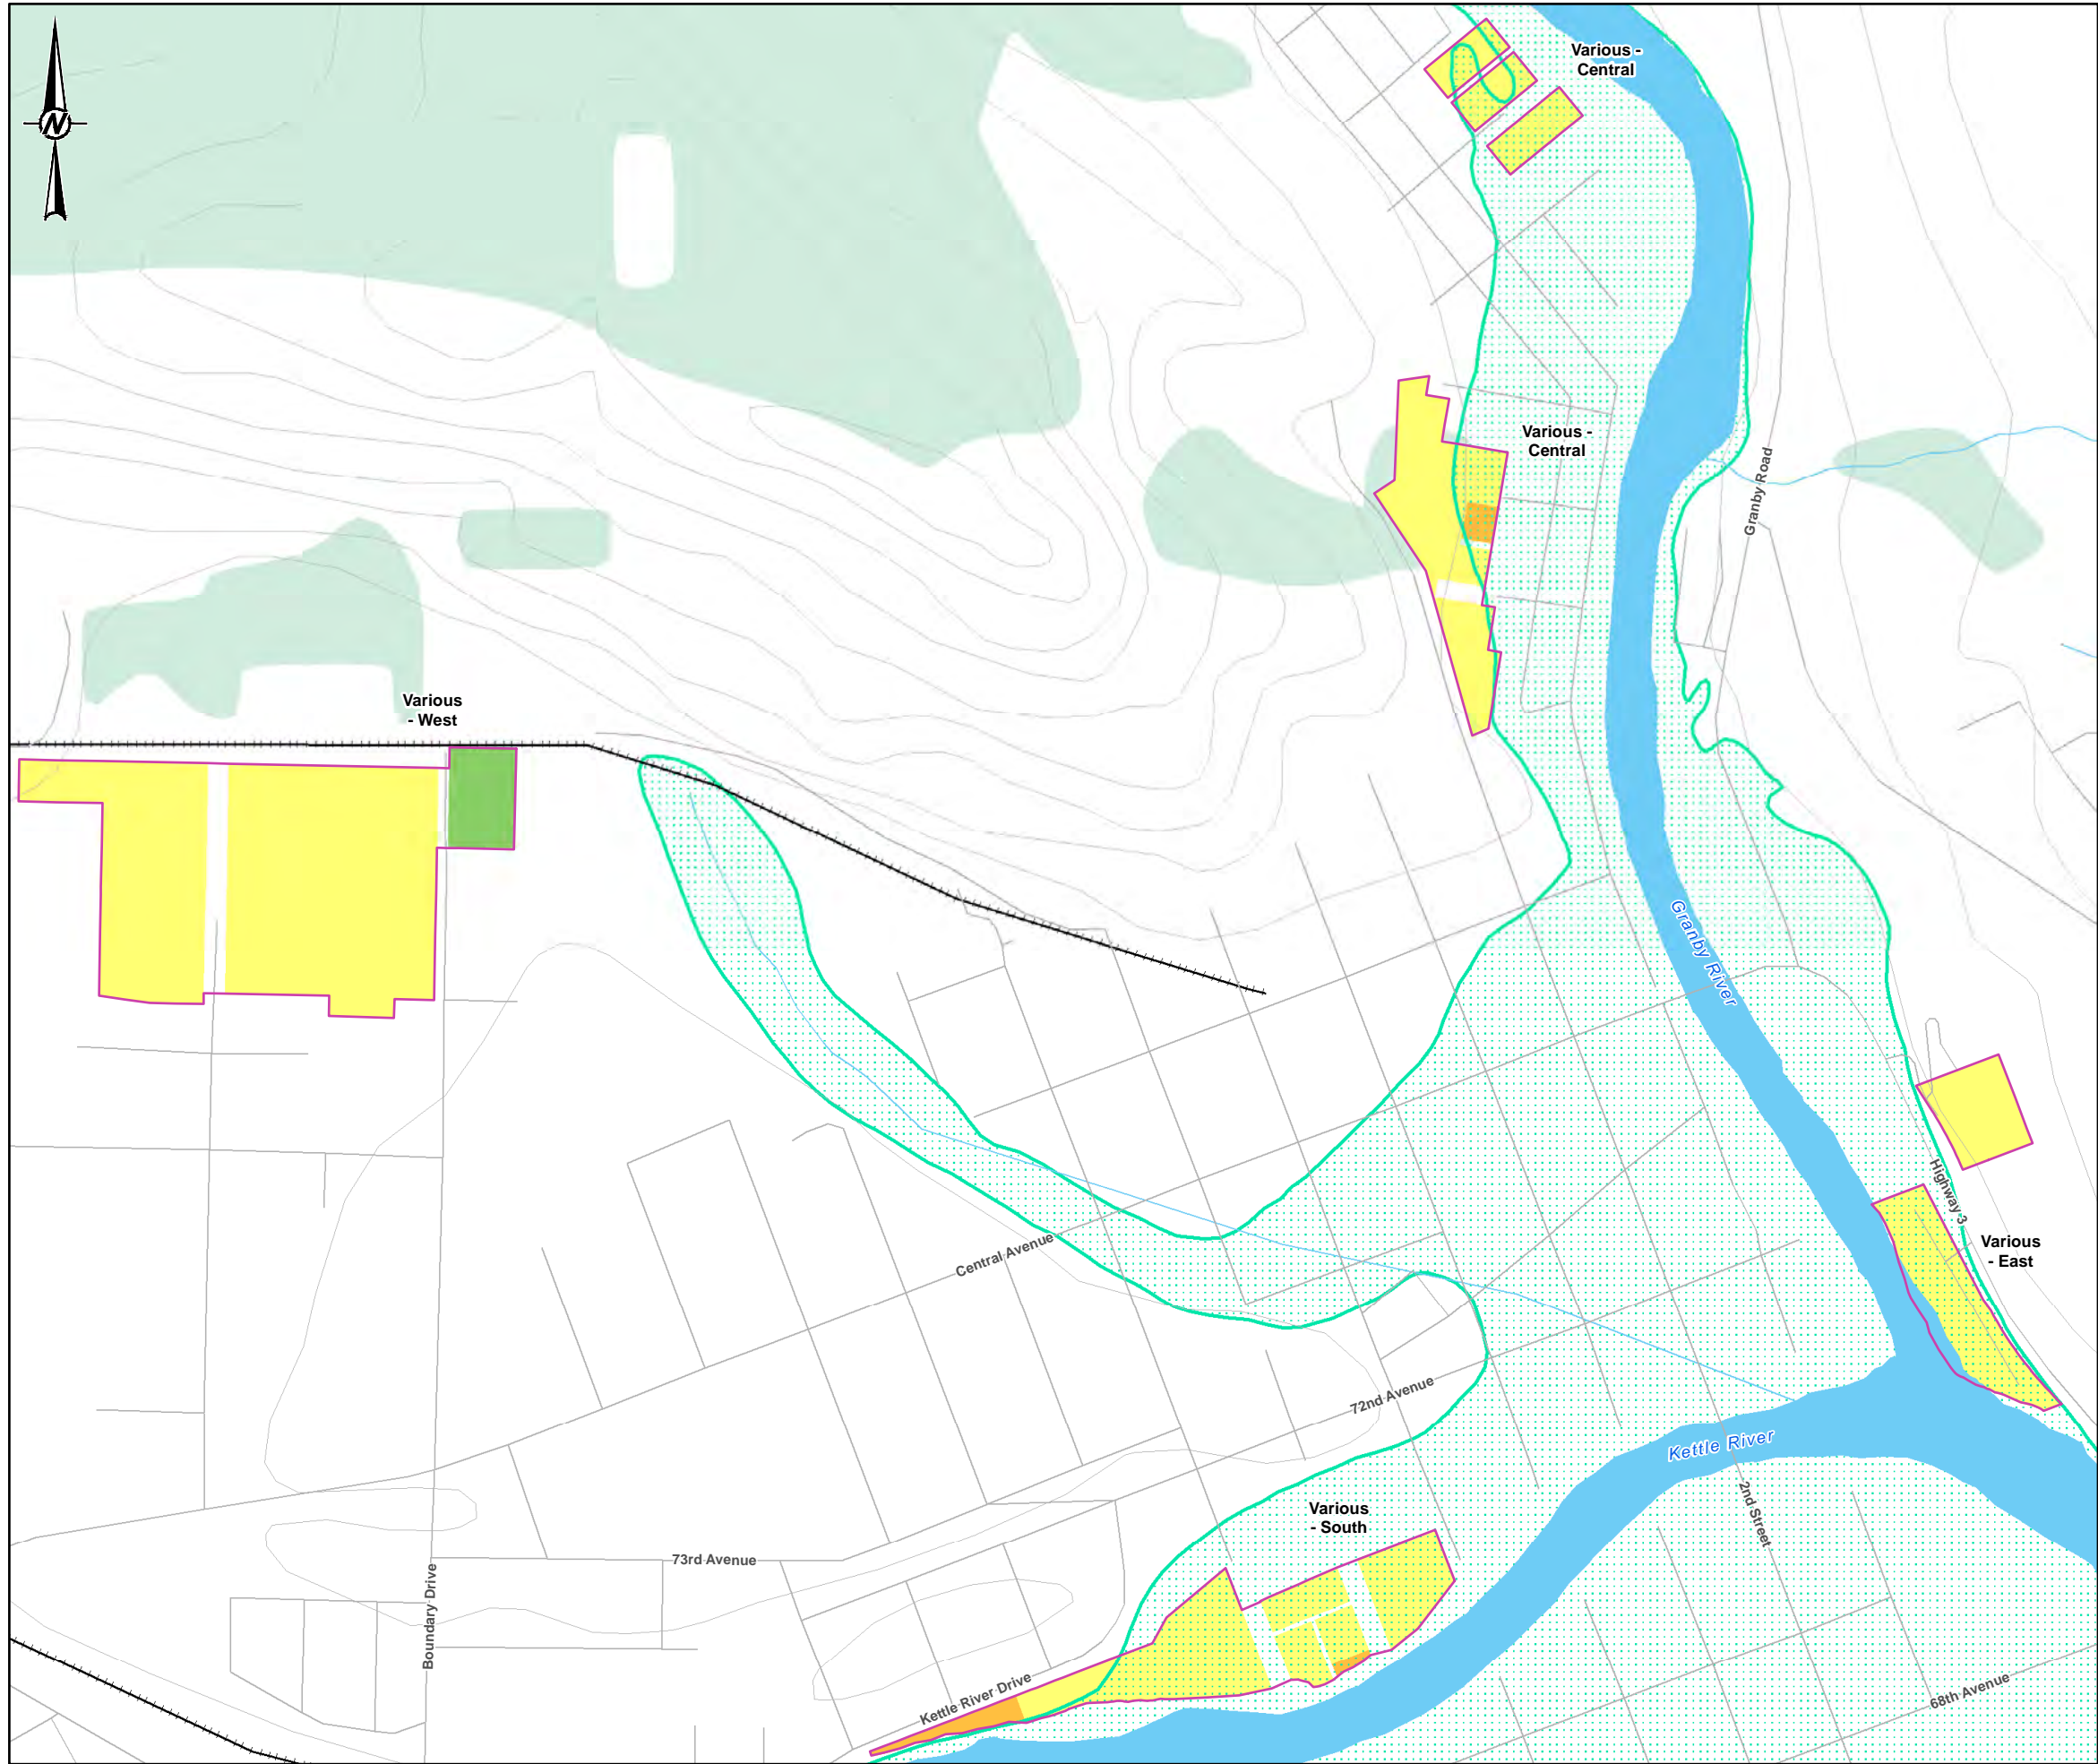 N
Various -
Central
Various -
Central
Granby Road
Various
- West
Granby River
Highway 3
Various
- East
Central Avenue
72nd Avenue
Kettle River
2nd Street
Various
- South
73rd Avenue
Boundary Drive
Kettle River Drive
68th Avenue